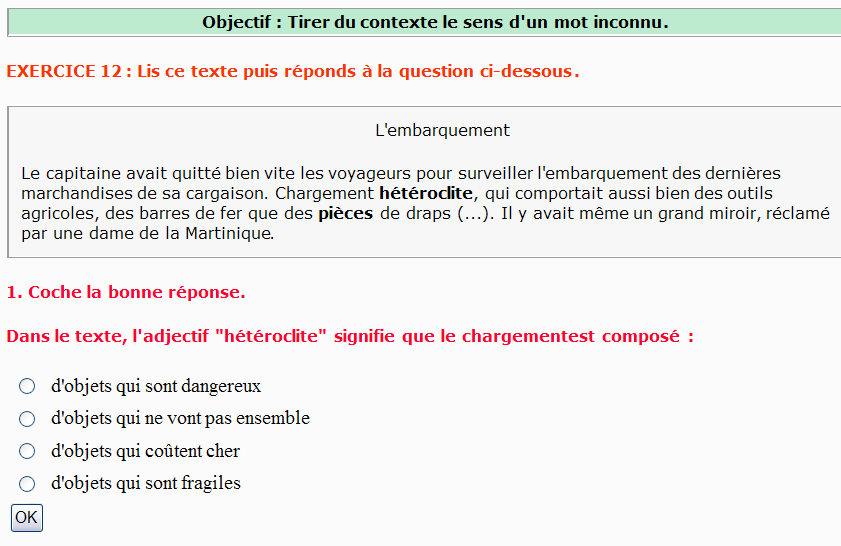 Objectif : Tirer du contexte le sens d'un mot inconnu.
EXERCICE 12 : Lis ce texte puis réponds à la question ci-dessous.
L'embarquement
Le capitaine avait quitté bien vite les voyageurs pour surveiller l'embarquement des dernières
marchandises de sa cargaison. Chargement hétéroclite, qui comportait aussi bien des outils
agricoles, des barres de fer que des pièces de draps (...). Il y avait même un grand miroir, réclamé
par une dame de la Martinique.
1. Coche la bonne réponse.
Dans le texte, l'adjectif "hétéroclite" signifie que le chargementest composé :
d'objets qui sont dangereux
d'objets qui ne vont pas ensemble
d'objets qui coûtent cher
d'objets qui sont fragiles
OK